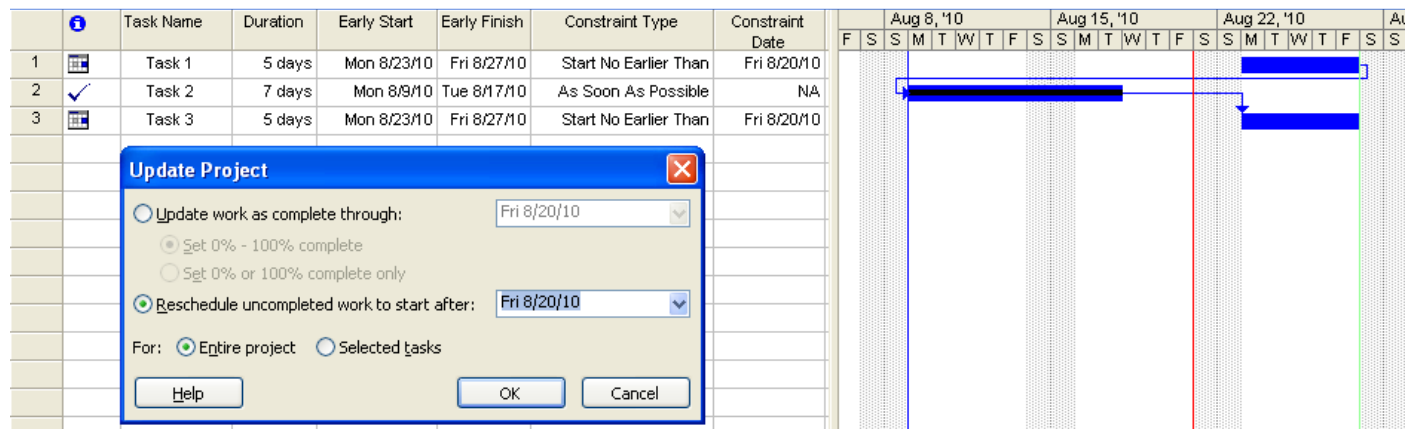 Task Name Duration Early Start Early Finish Constraint Type Constraint Date
Aug 8, '10 Aug 15, '10 Aug 22, '10 Au
F S S M T W T F S S M T W T F S S M T W T F S S
1 Task 1 5 days Mon 8/23/10 Fri 8/27/10 Start No Earlier Than Fri 8/20/10
2 Task 2 7 days Mon 8/9/10 Tue 8/17/10 As Soon As Possible NA
3 Task 3 5 days Mon 8/23/10 Fri 8/27/10 Start No Earlier Than Fri 8/20/10
Update Project
Update work as complete through: Fri 8/20/10
Set 0% - 100% complete
Set 0% or 100% complete only
Reschedule uncompleted work to start after: Fri 8/20/10
For: Entire project Selected tasks
Help OK Cancel